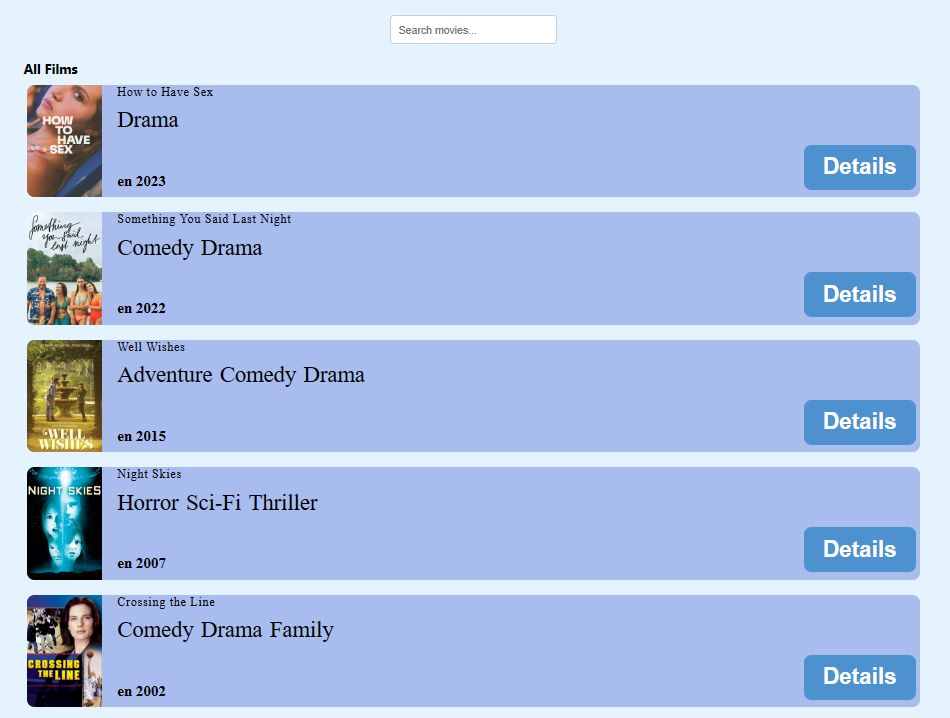 Search movies...
All Films
HOW
TO
HAVE
SEX
How to Have Sex
Drama
en 2023
Details
Something
You Said
last night
Something You Said Last Night
Comedy Drama
en 2022
Details
WELL
WISHES
Well Wishes
Adventure Comedy Drama
en 2015
Details
NIGHT SKIES
Night Skies
Horror Sci-Fi Thriller
en 2007
Details
CROSSING
THE LINE
Crossing the Line
Comedy Drama Family
en 2002
Details